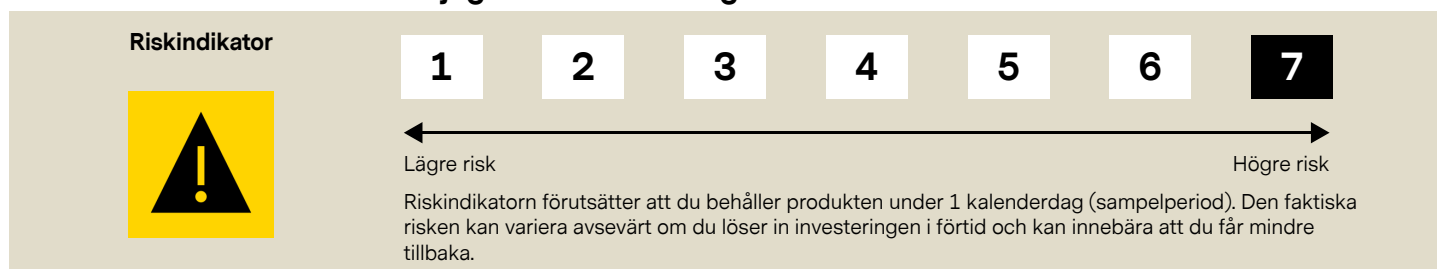 Riskindikator
1 2 3 4 5 6 7
Lägre risk Högre risk
Riskindikatorn förutsätter att du behåller produkten under 1 kalenderdag (sampelperiod). Den faktiska
risken kan variera avsevärt om du löser in investeringen i förtid och kan innebära att du får mindre
tillbaka.